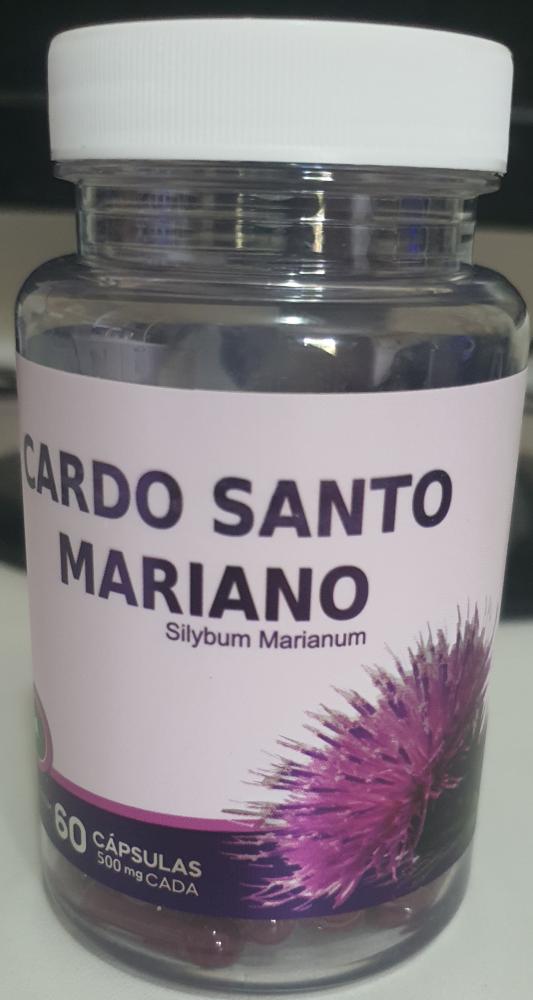 CARDO SANTO
MARIANO
Silybum Marianum
60 CÁPSULAS
500 mg CADA